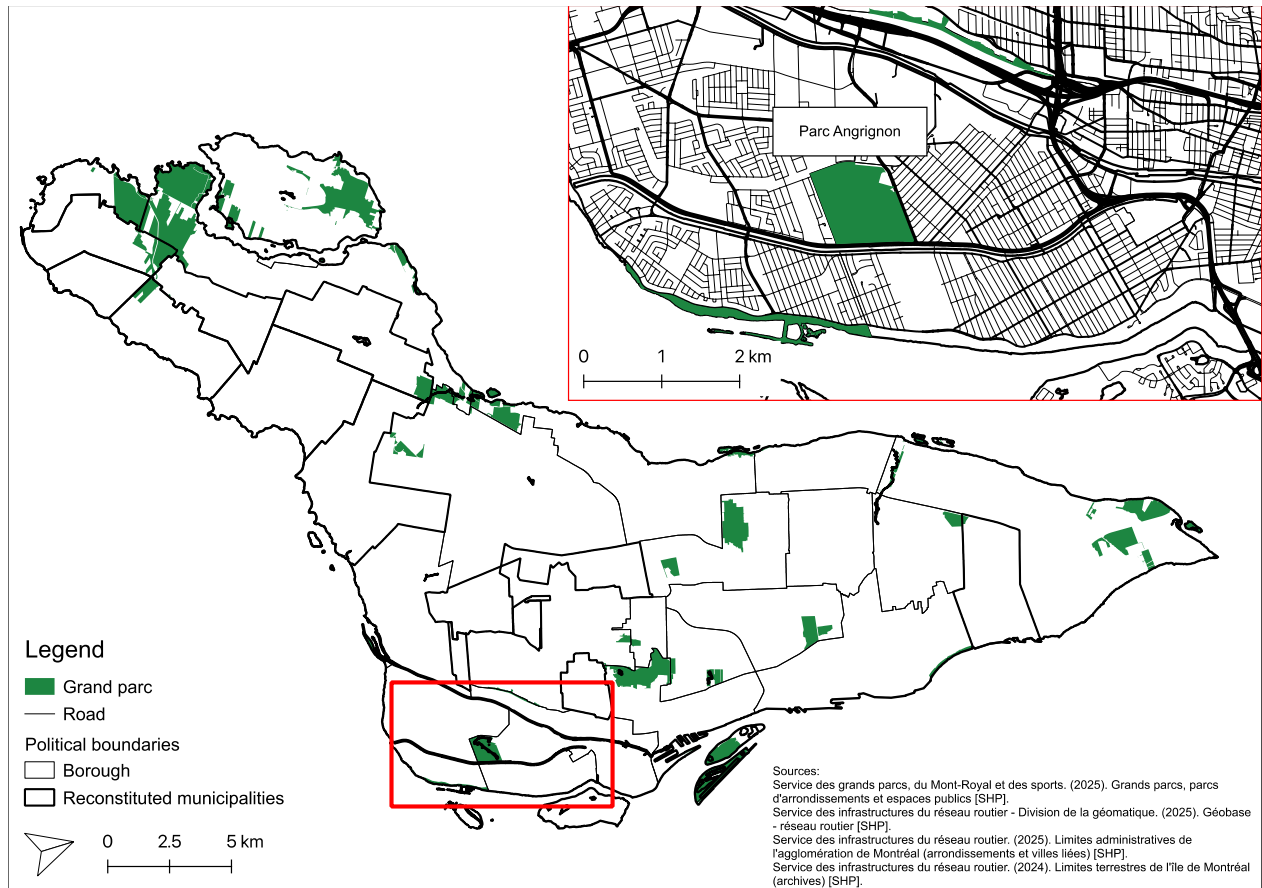 Parc Angrignon
0 1 2 km
Legend
Grand parc
Road
Political boundaries
Borough
Reconstituted municipalities
0 2.5 5 km
Sources:
Service des grands parcs, du Mont-Royal et des sports. (2025). Grands parcs, parcs
d'arrondissements et espaces publics [SHP].
Service des infrastructures du réseau routier - Division de la géomatique. (2025). Géobase
- réseau routier [SHP].
Service des infrastructures du réseau routier. (2025). Limites administratives de
l'agglomération de Montréal (arrondissements et villes liées) [SHP].
Service des infrastructures du réseau routier. (2024). Limites terrestres de l'île de Montréal
(archives) [SHP].